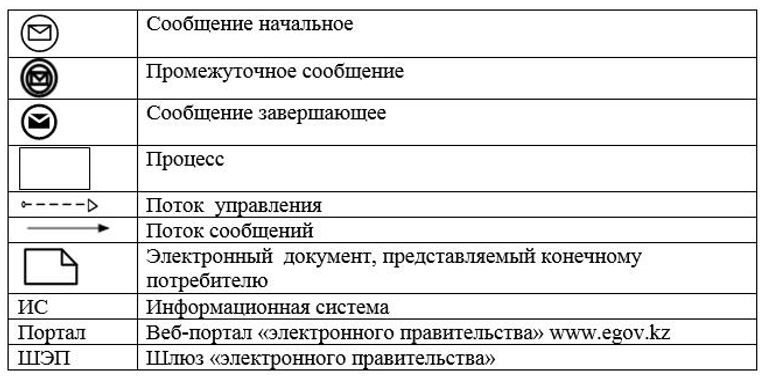 Сообщение начальное
Промежуточное сообщение
Сообщение завершающее
Процесс
Поток управления
Поток сообщений
Электронный документ, представляемый конечному
потребителю
ИС Информационная система
Портал Веб-портал «электронного правительства» www.egov.kz
ШЭП Шлюз «электронного правительства»